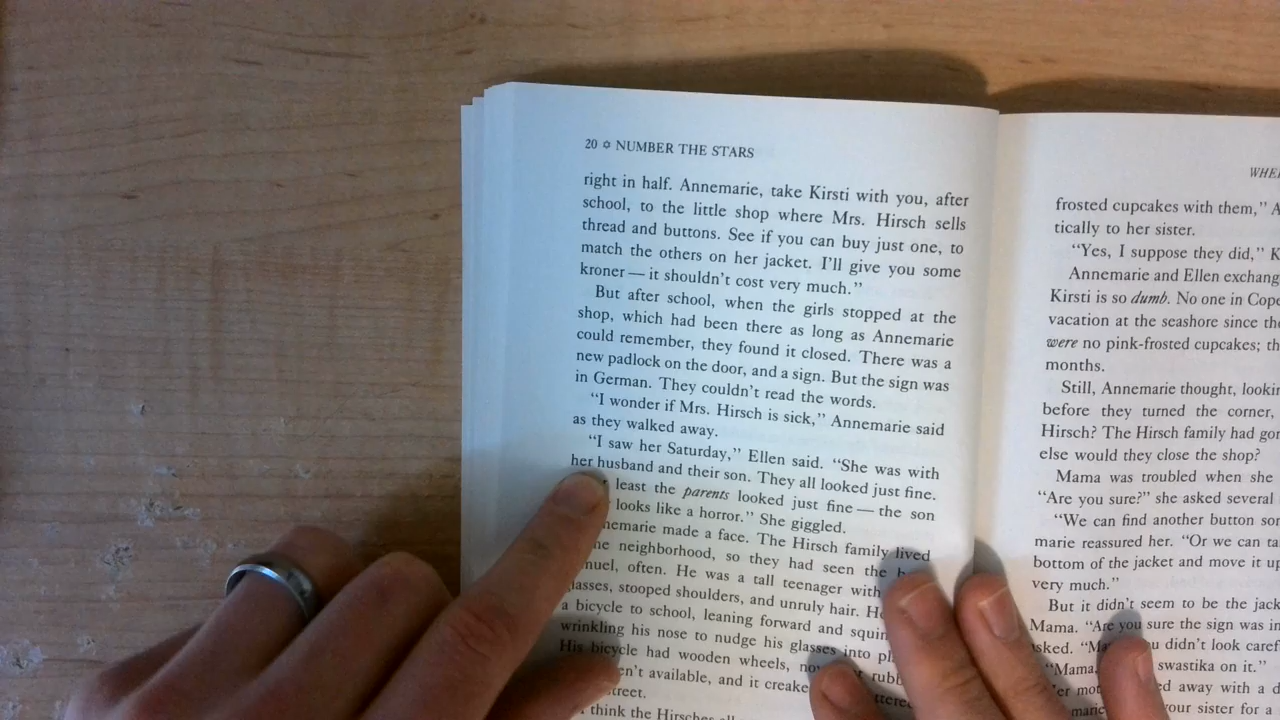 20 ✡ NUMBER THE STARS
right in half. Annemarie, take Kirsti with you, after
school, to the little shop where Mrs. Hirsch sells
thread and buttons. See if you can buy just one, to
match the others on her jacket. I'll give you some
kroner — it shouldn't cost very much.”
But after school, when the girls stopped at the
shop, which had been there as long as Annemarie
could remember, they found it closed. There was a
new padlock on the door, and a sign. But the sign was
in German. They couldn't read the words.
“I wonder if Mrs. Hirsch is sick,” Annemarie said
as they walked away.
“I saw her Saturday,” Ellen said. “She was with
her husband and their son. They all looked just fine.
least the parents looked just fine — the son
looks like a horror.” She giggled.
made a face. The Hirsch family lived
neighborhood, so they had seen the
often. He was a tall teenager with
glasses, stooped shoulders, and unruly hair.
a bicycle to school, leaning forward and
wrinkling his nose to nudge his glasses into
His bicycle had wooden wheels,
available, and it
think the
frosted cupcakes with them,”
tically to her sister.
“Yes, I suppose they did,”
Annemarie and Ellen
Kirsti is so dumb. No one in
vacation at the seashore since
were no pink-frosted cupcakes;
months.
Still, Annemarie thought,
before they turned the corner,
Hirsch? The Hirsch family had
else would they close the shop?
Mama was troubled when she
“Are you sure?” she asked several
“We can find another button
marie reassured her. “Or we can
bottom of the jacket and move it
very much.”
But it didn't seem to be the
Mama. “Are you sure the sign was
didn't look
“Mama. swastika on it.”
away with a
your sister for a